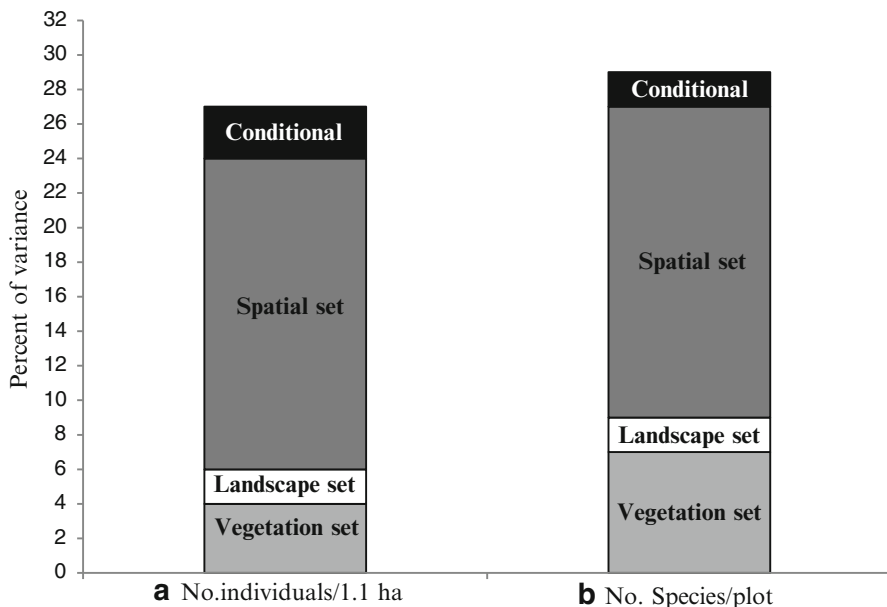 32
30
28
26
24
22
20
18
16
14
12
10
8
6
4
2
0
Percent of variance
Conditional
Spatial set
Landscape set
Vegetation set
Conditional
Spatial set
Landscape set
Vegetation set
a No.individuals/1.1 ha
b No. Species/plot